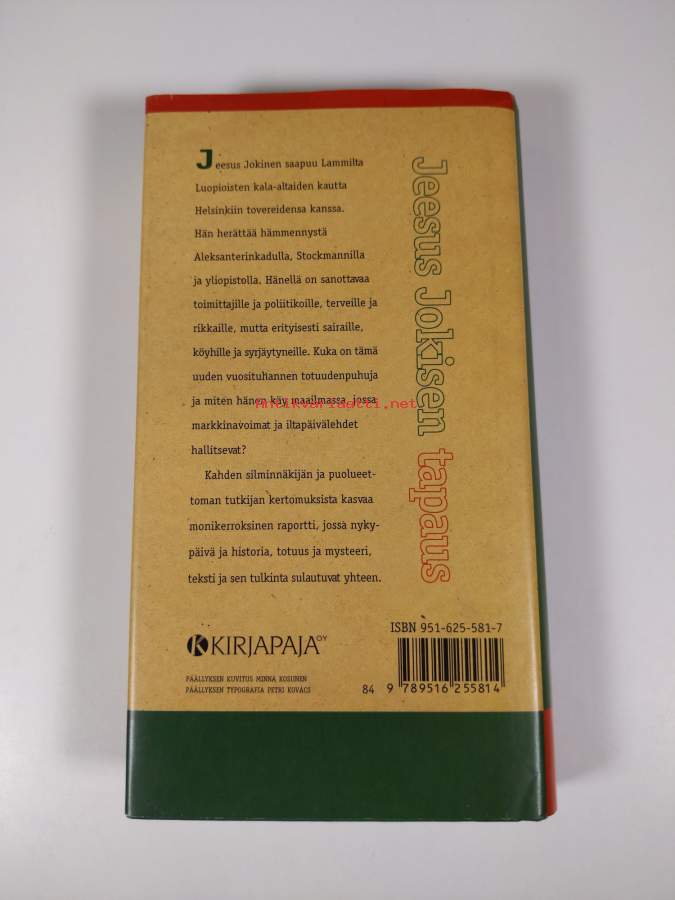 Jeesus Jokinen saapuu Lammilta
Luopioisten kala-altaiden kautta
Helsinkiin tovereidensa kanssa.
Hän herättää hämmennystä
Aleksanterinkadulla, Stockmannilla
ja yliopistolla. Hänellä on sanottavaa
toimittajille ja poliitikoille, terveille ja
rikkaille, mutta erityisesti sairaille,
köyhille ja syrjäytyneille. Kuka on tämä
uuden vuosituhannen totuudenpuhuja
ja miten hänen käy maailmassa, jossa
markkinavoimat ja iltapäivälehdet
hallitsevat?
Kahden silminnäkijän ja puolueet-
toman tutkijan kertomuksista kasvaa
monikerroksinen raportti, jossa nyky-
päivä ja historia, totuus ja mysteeri,
teksti ja sen tulkinta sulautuvat yhteen.
Jeesus Jokisen tapaus
Antikvariaatti.net
KIRJAPAJA OY
PÄÄLLYKSEN KUVITUS MINNA KOSUNEN
PÄÄLLYKSEN TYPOGRAFIA PETRI KOVÁCS
ISBN 951-625-581-7
84 9 789516 255814